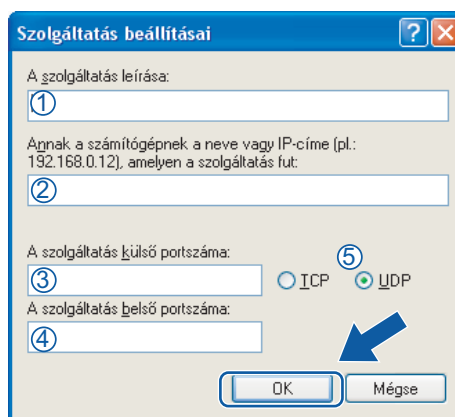 Szolgáltatás beállításai
A szolgáltatás leírása:
①
Annak a számítógépnek a neve vagy IP-címe (pl.:
192.168.0.12), amelyen a szolgáltatás fut:
②
A szolgáltatás külső portszáma:
⑤
③ TCP UDP
A szolgáltatás belső portszáma:
④
OK Mégse